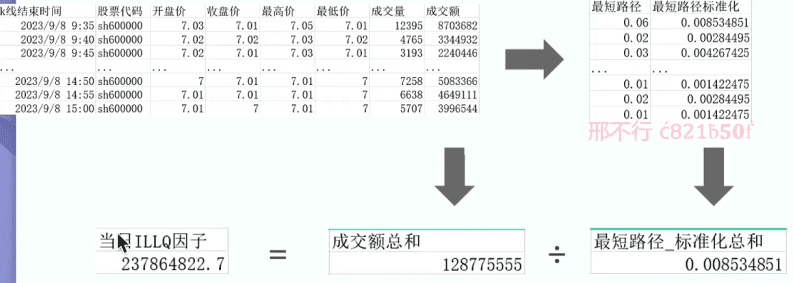 k线结束时间 股票代码 开盘价 收盘价 最高价 最低价 成交量 成交额
2023/9/8 9:35 sh600000 7.03 7.01 7.05 7.01 12395 8703682
2023/9/8 9:40 sh600000 7.02 7.02 7.03 7.02 4765 3344932
2023/9/8 9:45 sh600000 7.02 7.01 7.03 7.01 3193 2240446
... ... ... ... ... ... ... ...
2023/9/8 14:50 sh600000 7 7.01 7.01 7 7258 5083366
2023/9/8 14:55 sh600000 7.01 7.01 7.01 7 6638 4649111
2023/9/8 15:00 sh600000 7.01 7 7.01 7 5707 3996544
最短路径 最短路径标准化
0.06 0.008534851
0.02 0.00284495
0.03 0.004267425
... ...
0.01 0.001422475
0.02 0.00284495
0.01 0.001422475
邢不行 c821b50f
当日ILLQ因子 = 成交额总和 ÷ 最短路径_标准化总和
237864822.7 128775555 0.008534851